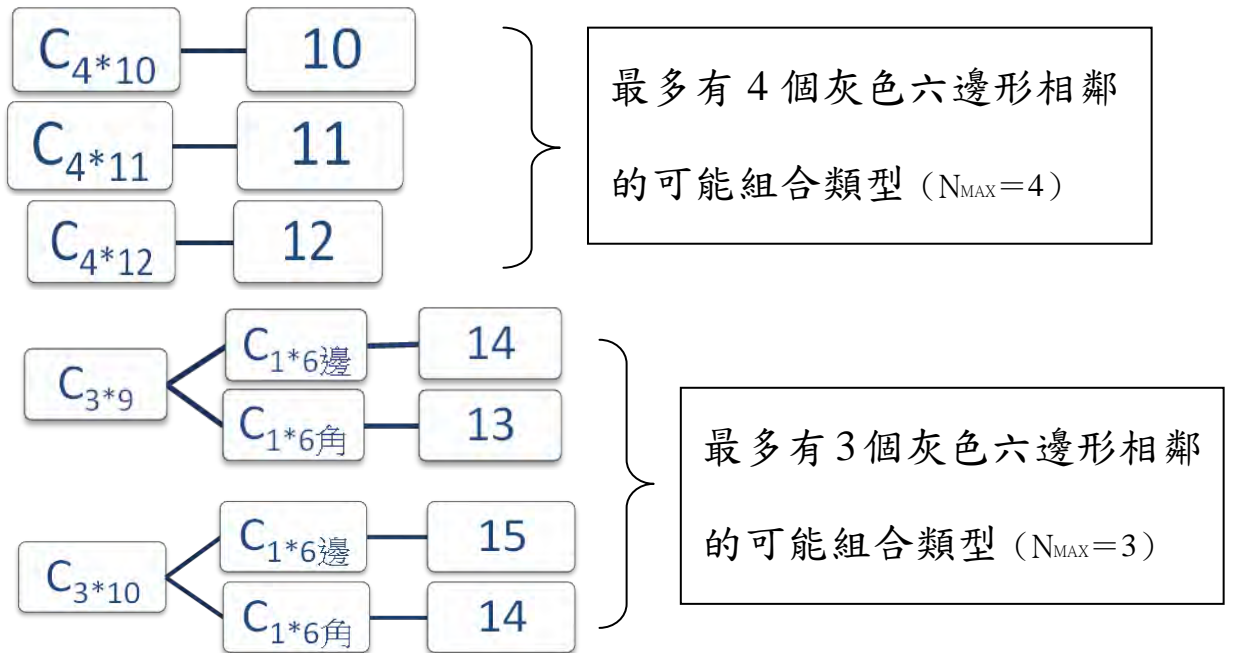 C4*10 10
C4*11 11
C4*12 12
最多有 4 個灰色六邊形相鄰
的可能組合類型（NMAX＝4）
C3*9
C1*6邊 14
C1*6角 13
C3*10
C1*6邊 15
C1*6角 14
最多有 3 個灰色六邊形相鄰
的可能組合類型（NMAX＝3）